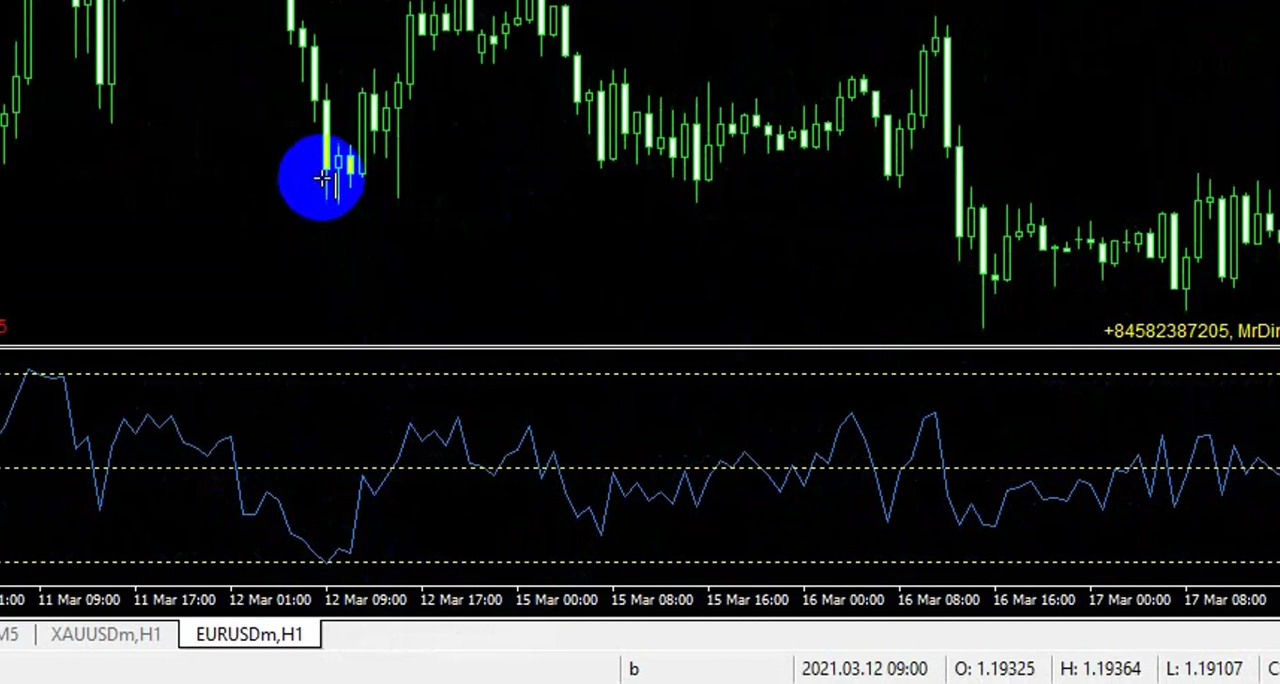 5
+84582387205, MrDi
1:00 11 Mar 09:00 11 Mar 17:00 12 Mar 01:00 12 Mar 09:00 12 Mar 17:00 15 Mar 00:00 15 Mar 08:00 15 Mar 16:00 16 Mar 00:00 16 Mar 08:00 16 Mar 16:00 17 Mar 00:00 17 Mar 08:00
M5 XAUUSDm,H1 EURUSDm,H1
b 2021.03.12 09:00 O: 1.19325 H: 1.19364 L: 1.19107 C